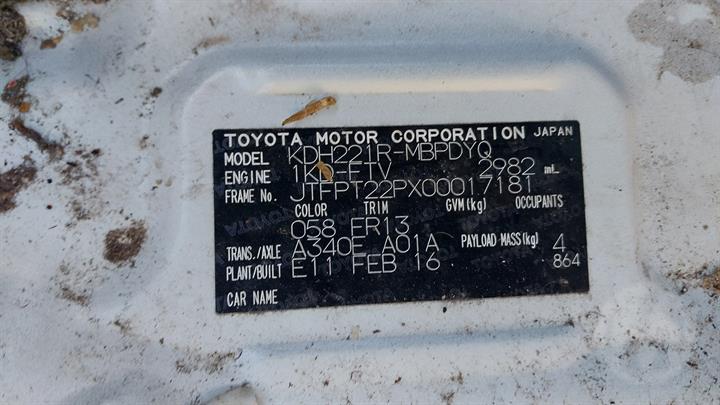 TOYOTA MOTOR CORPORATION JAPAN
MODEL KDH221R-MBPDYQ
ENGINE 1KD-FTV 2982 mL
FRAME No. JTFPT22PX00017181
COLOR TRIM GVM(kg) OCCUPANTS
058 FR13
TRANS./AXLE A340E A01A PAYLOAD MASS(kg) 4
PLANT/BUILT E11 FEB 16 864
CAR NAME